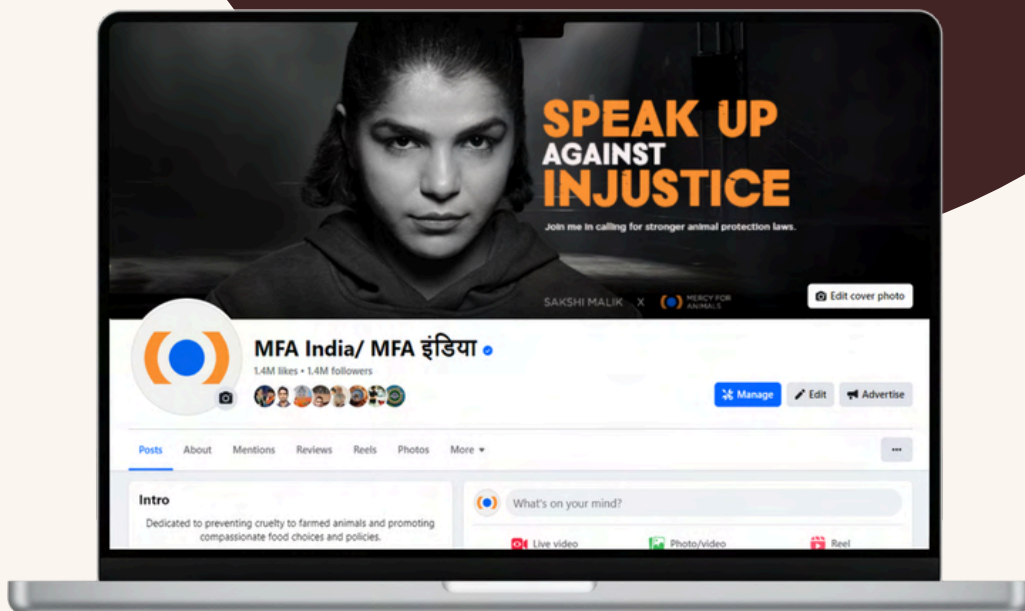 SPEAK UP
AGAINST
INJUSTICE
Join me in calling for stronger animal protection laws.
SAKSHI MALIK X MERCY FOR
ANIMALS
Edit cover photo
MFA India/ MFA इंडिया
1.4M likes • 1.4M followers
Manage Edit Advertise
Posts About Mentions Reviews Reels Photos More
Intro
Dedicated to preventing cruelty to farmed animals and promoting
compassionate food choices and policies.
What's on your mind?
Live video Photo/video Reel